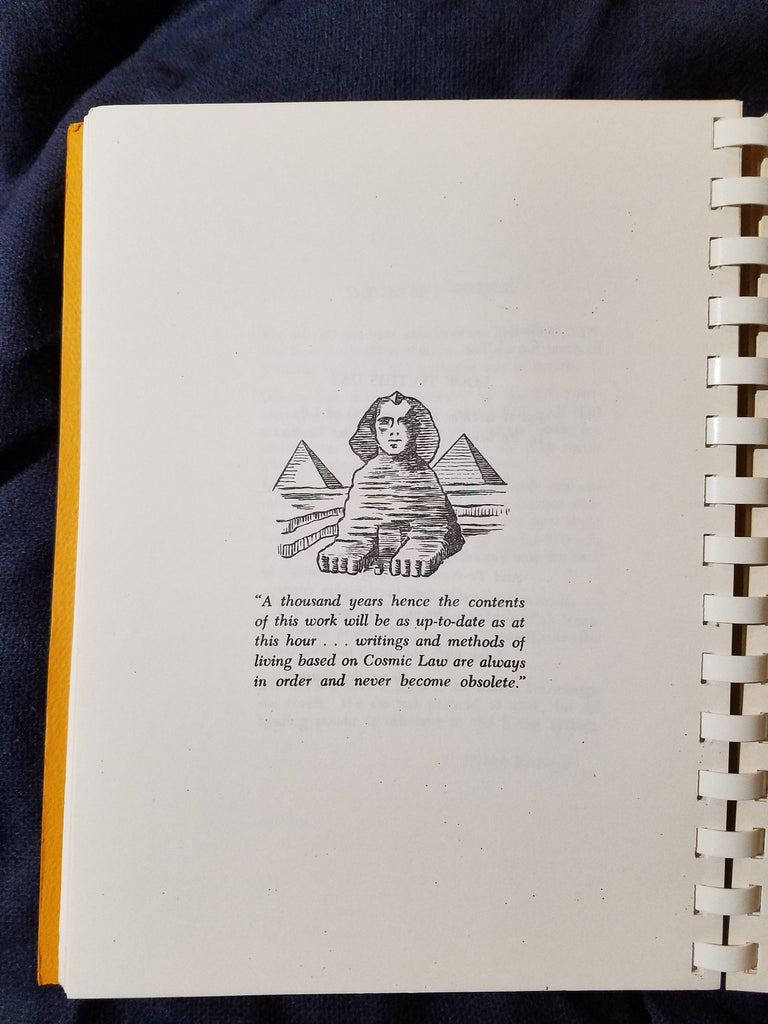 "A thousand years hence the contents
of this work will be as up-to-date as at
this hour . . . writings and methods of
living based on Cosmic Law are always
in order and never become obsolete."